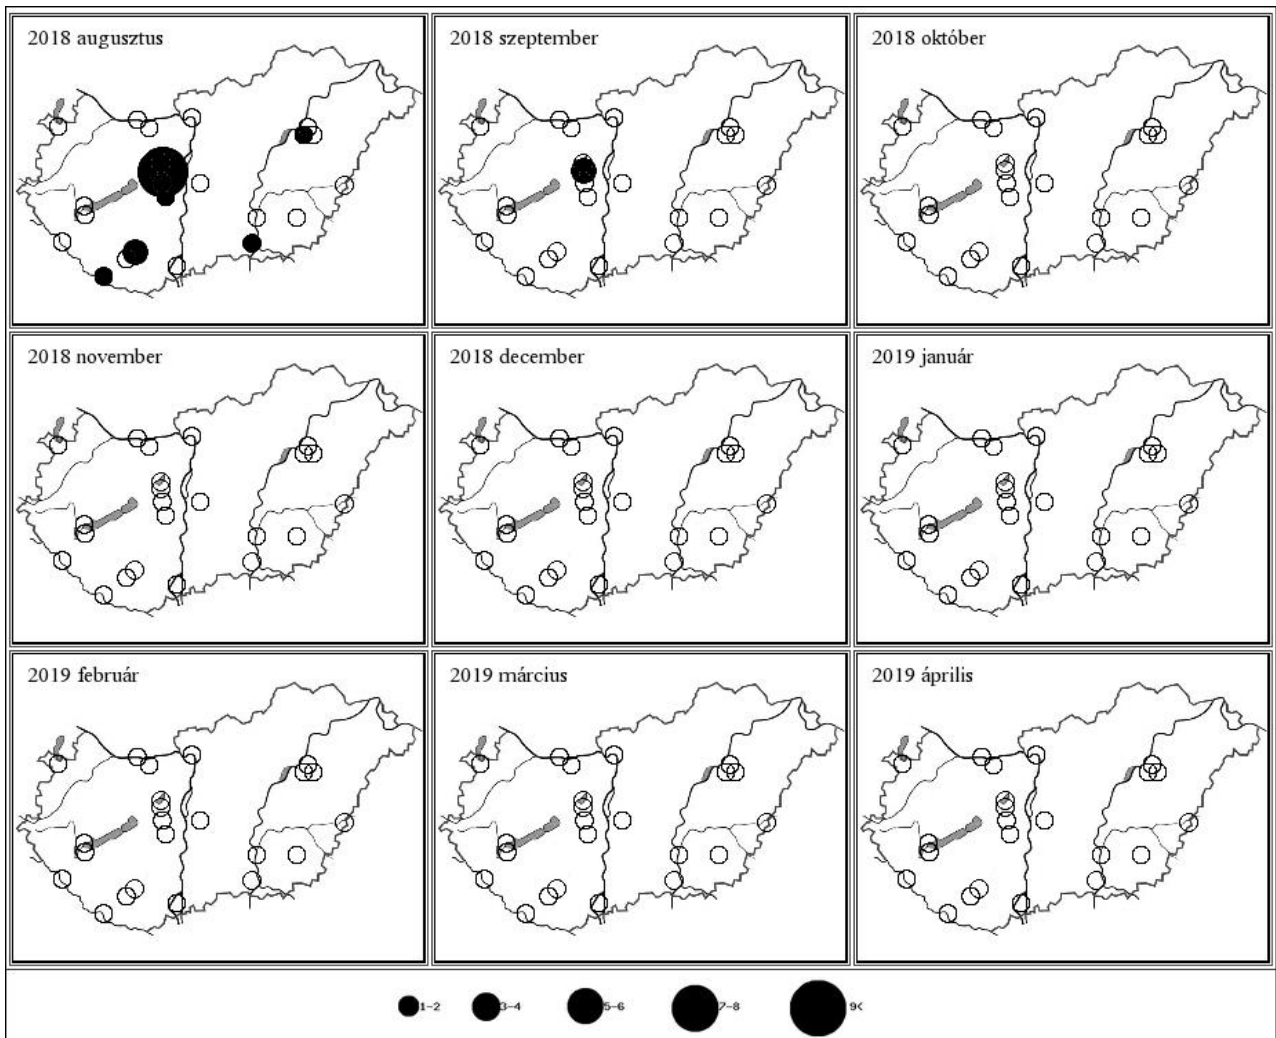 2018 augusztus
2018 szeptember
2018 október
2018 november
2018 december
2019 január
2019 február
2019 március
2019 április
1-2
3-4
5-6
7-8
9<